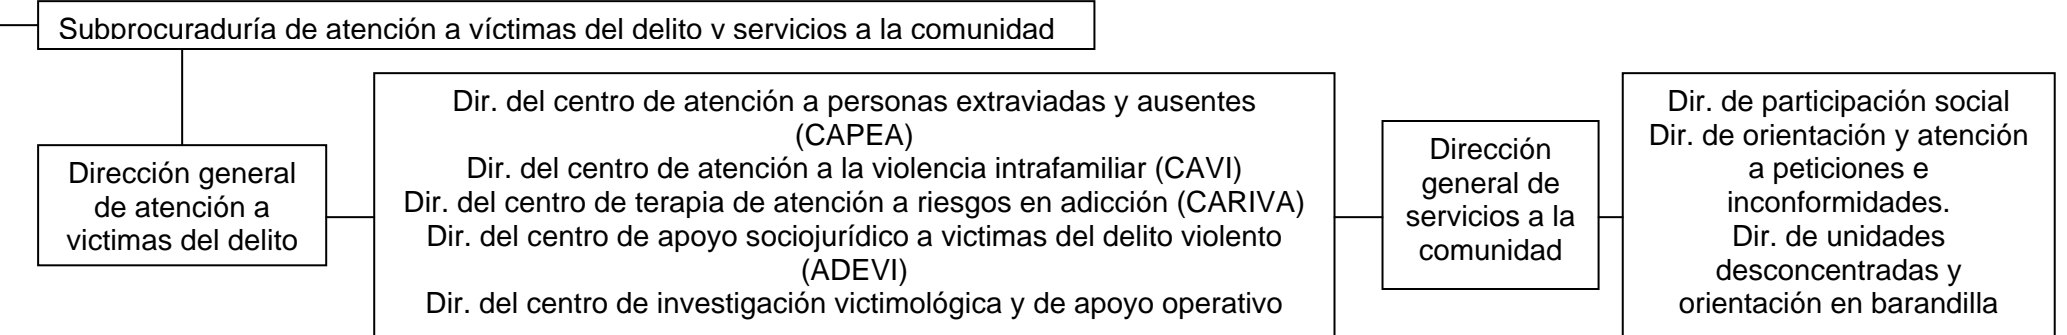 Subprocuraduría de atención a víctimas del delito y servicios a la comunidad
Dirección general
de atención a
victimas del delito
Dir. del centro de atención a personas extraviadas y ausentes
(CAPEA)
Dir. del centro de atención a la violencia intrafamiliar (CAVI)
Dir. del centro de terapia de atención a riesgos en adicción (CARIVA)
Dir. del centro de apoyo sociojurídico a victimas del delito violento
(ADEVI)
Dir. del centro de investigación victimológica y de apoyo operativo
Dirección
general de
servicios a la
comunidad
Dir. de participación social
Dir. de orientación y atención
a peticiones e
inconformidades.
Dir. de unidades
desconcentradas y
orientación en barandilla